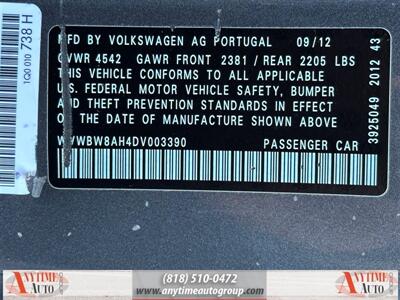 MFD. BY VOLKSWAGEN AG PORTUGAL 09/12
GVWR 4542 GAWR FRONT 2381 / REAR 2205 LBS
THIS VEHICLE CONFORMS TO ALL APPLICABLE
U.S. FEDERAL MOTOR VEHICLE SAFETY, BUMPER
AND THEFT PREVENTION STANDARDS IN EFFECT
ON THE DATE OF MANUFACTURE SHOWN ABOVE
WVWBW8AH4DV003390 PASSENGER CAR
3925049 2012 43
1Q0 010 738 H
ANYTIME
AUTO
(818) 510-0472
www.anytimeautogroup.com
ANYTIME
AUTO